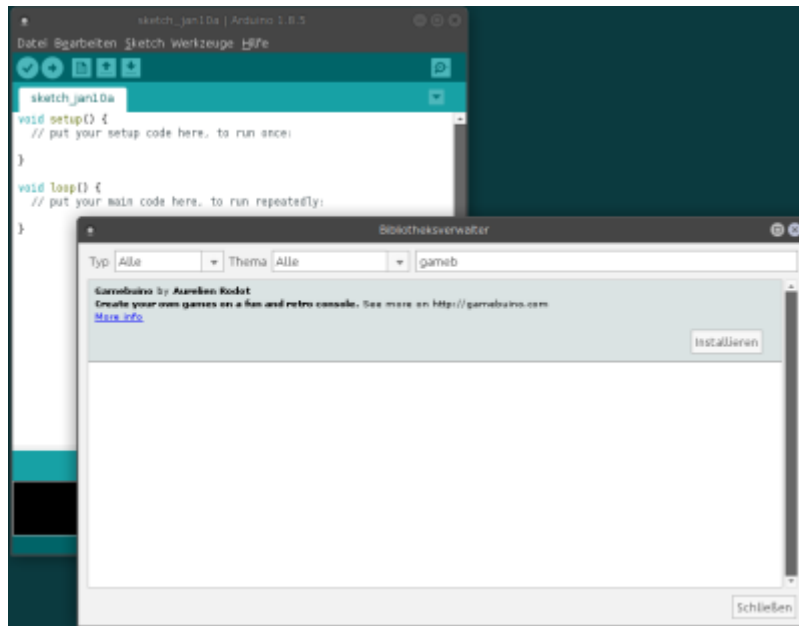 sketch_jan10a | Arduino 1.8.5
Datei Bearbeiten Sketch Werkzeuge Hilfe
sketch_jan10a
void setup() {
// put your setup code here, to run once:
}
void loop() {
// put your main code here, to run repeatedly:
}
Bibliotheksverwalter
Typ Alle Thema Alle gameb
Gamebuino by Aurelien Rodot
Create your own games on a fun and retro console. See more on http://gamebuino.com
More info
Installieren
Schließen